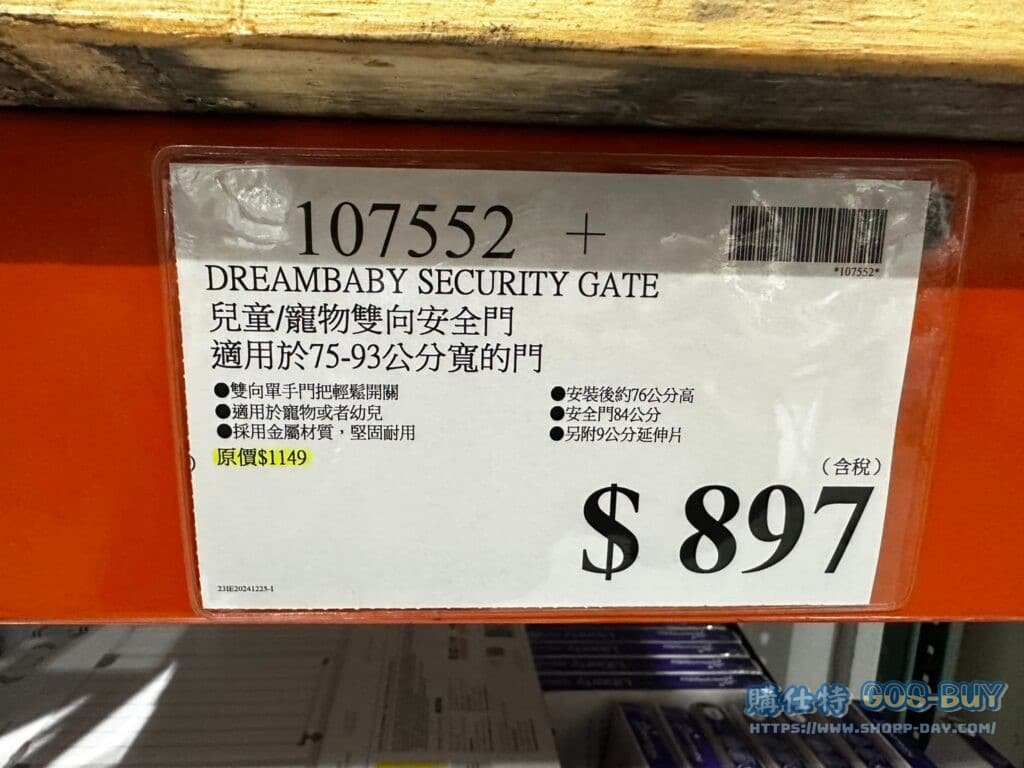 107552 +
*107552*
DREAMBABY SECURITY GATE
兒童/寵物雙向安全門
適用於75-93公分寬的門
●雙向單手門把輕鬆開關
●適用於寵物或者幼兒
●採用金屬材質，堅固耐用
●安裝後約76公分高
●安全門84公分
●另附9公分延伸片
原價$1149
（含稅）
$ 897
23IE20241225-1
購仕特 GOS-BUY
HTTPS://WWW.SHOPP-DAY.COM/